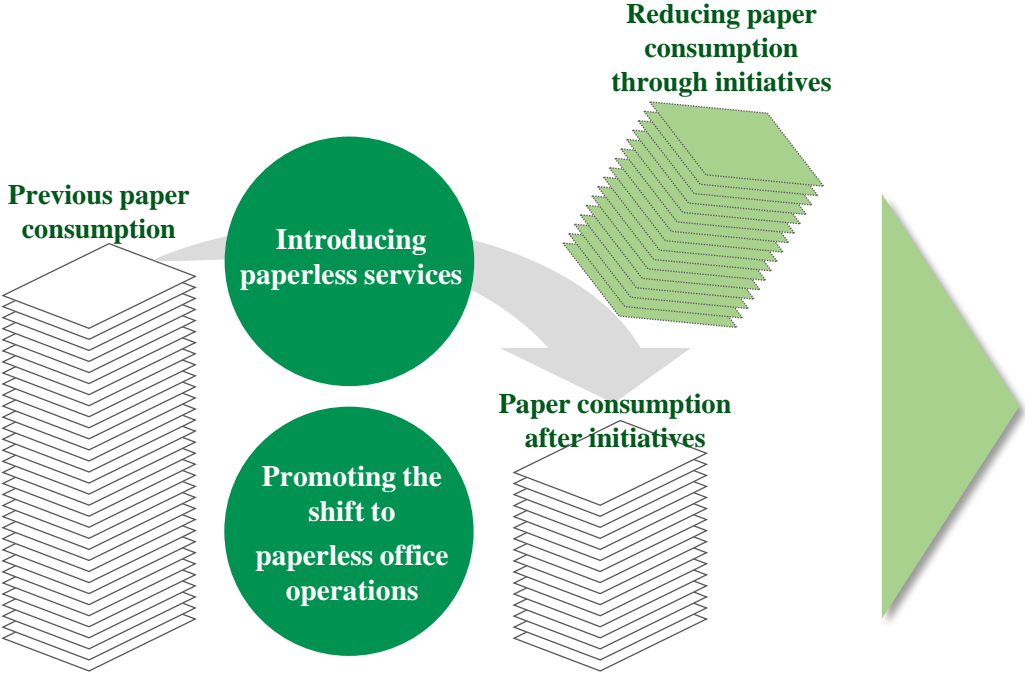 Reducing paper
consumption
through initiatives
Previous paper
consumption
Introducing
paperless services
Paper consumption
after initiatives
Promoting the
shift to
paperless office
operations